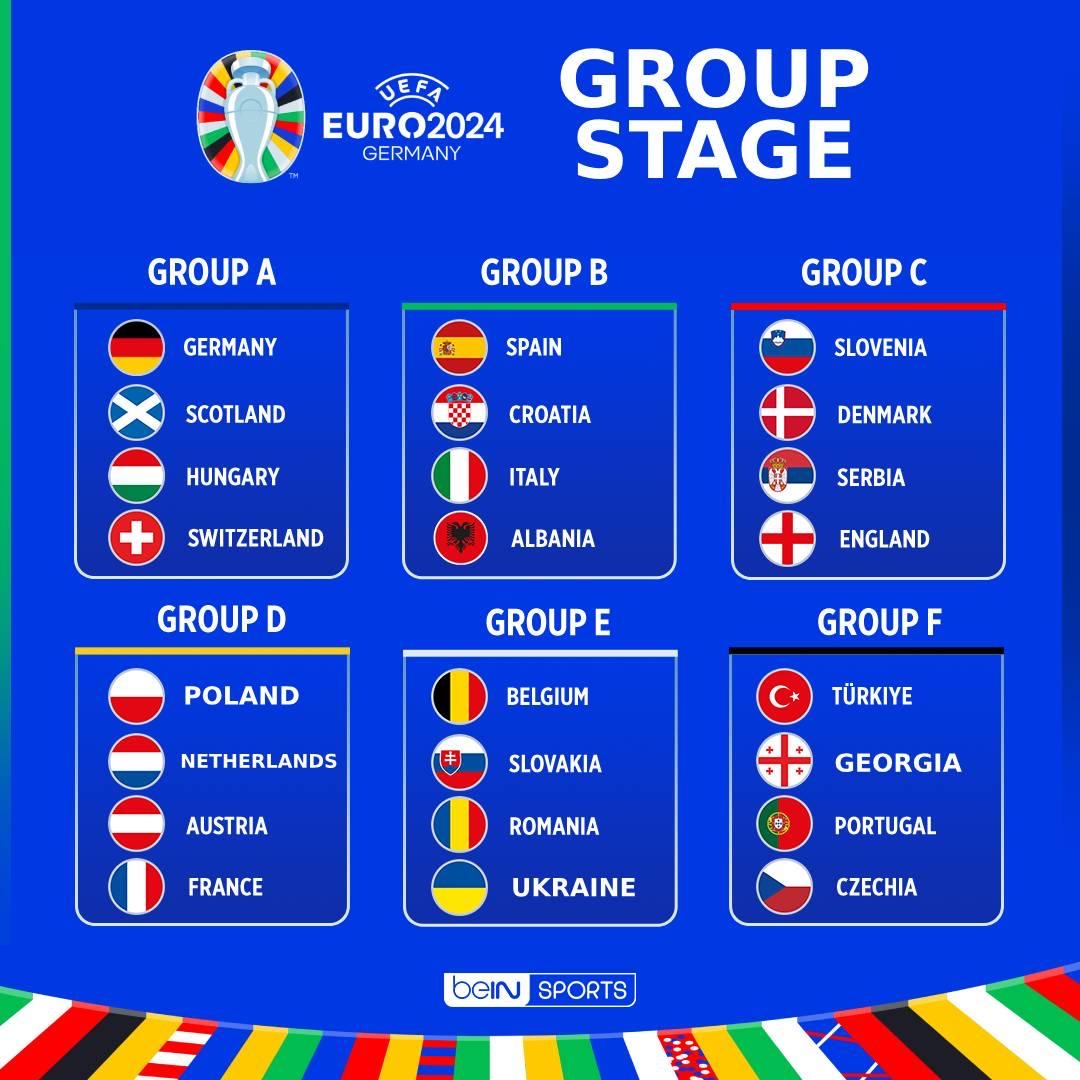 UEFA
EURO2024
GERMANY
TM
GROUP
STAGE
GROUP A
GERMANY
SCOTLAND
HUNGARY
SWITZERLAND
GROUP B
SPAIN
CROATIA
ITALY
ALBANIA
GROUP C
SLOVENIA
DENMARK
SERBIA
ENGLAND
GROUP D
POLAND
NETHERLANDS
AUSTRIA
FRANCE
GROUP E
BELGIUM
SLOVAKIA
ROMANIA
UKRAINE
GROUP F
TÜRKIYE
GEORGIA
PORTUGAL
CZECHIA
beIN SPORTS